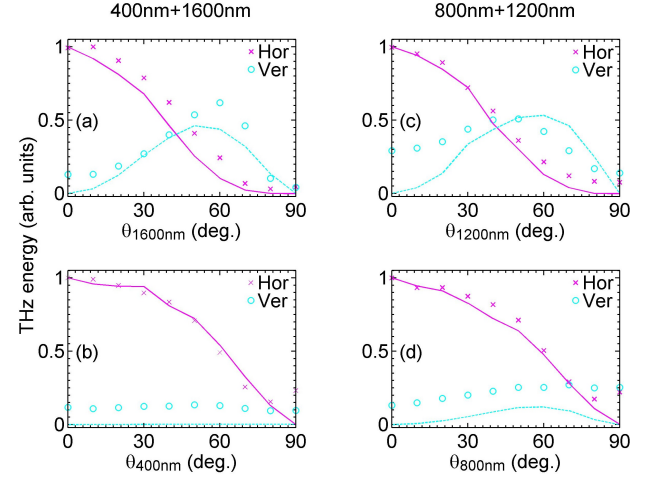 400nm+1600nm
800nm+1200nm
THz energy (arb. units)
1
0.5
0
(a)
Hor
Ver
0 30 60 90
θ1600nm (deg.)
1
0.5
0
(c)
Hor
Ver
0 30 60 90
θ1200nm (deg.)
1
0.5
0
(b)
Hor
Ver
0 30 60 90
θ400nm (deg.)
1
0.5
0
(d)
Hor
Ver
0 30 60 90
θ800nm (deg.)